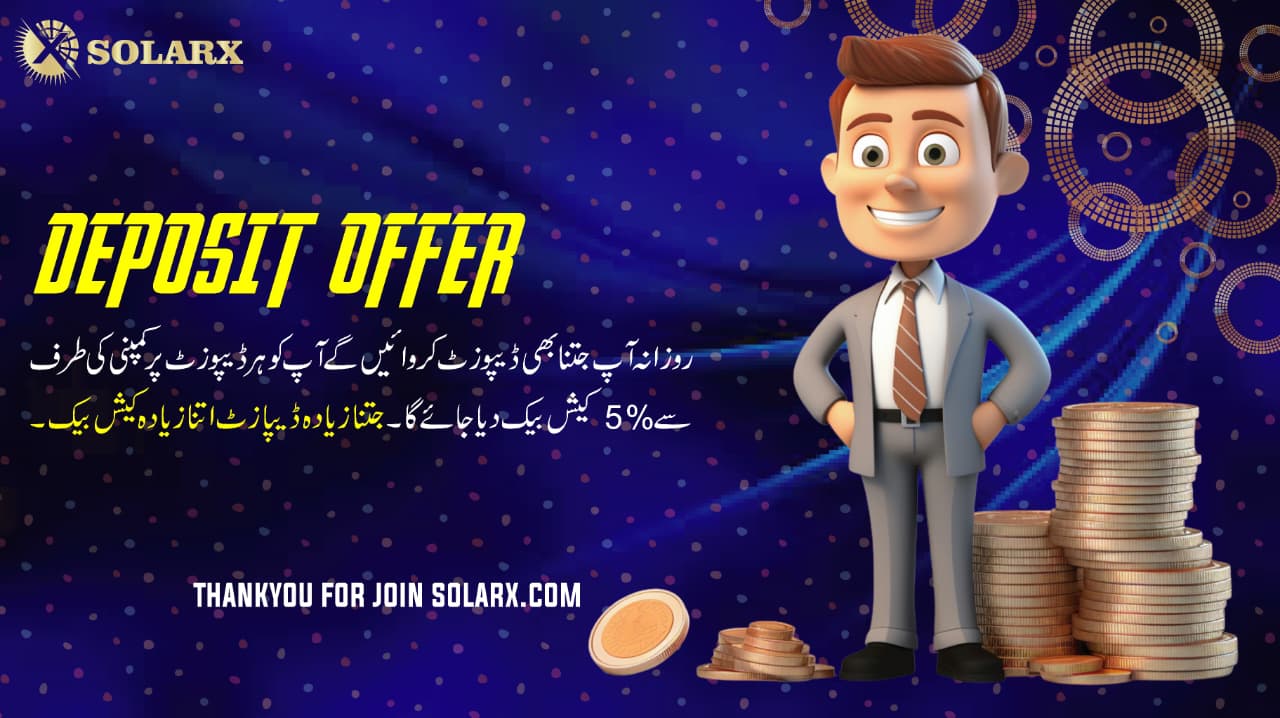 SOLARX
DEPOSIT OFFER
روزانہ آپ جتنا بھی ڈیپوزٹ کروائیں گے آپ کو ہر ڈیپوزٹ پر کمپنی کی طرف
سے 5% کیش بیک دیا جائے گا۔ جتنا زیادہ ڈیپازٹ اتنا زیادہ کیش بیک۔
THANKYOU FOR JOIN SOLARX.COM